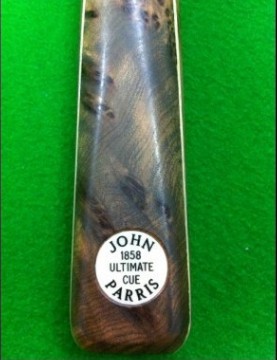 JOHN
1858
ULTIMATE
CUE
PARRIS